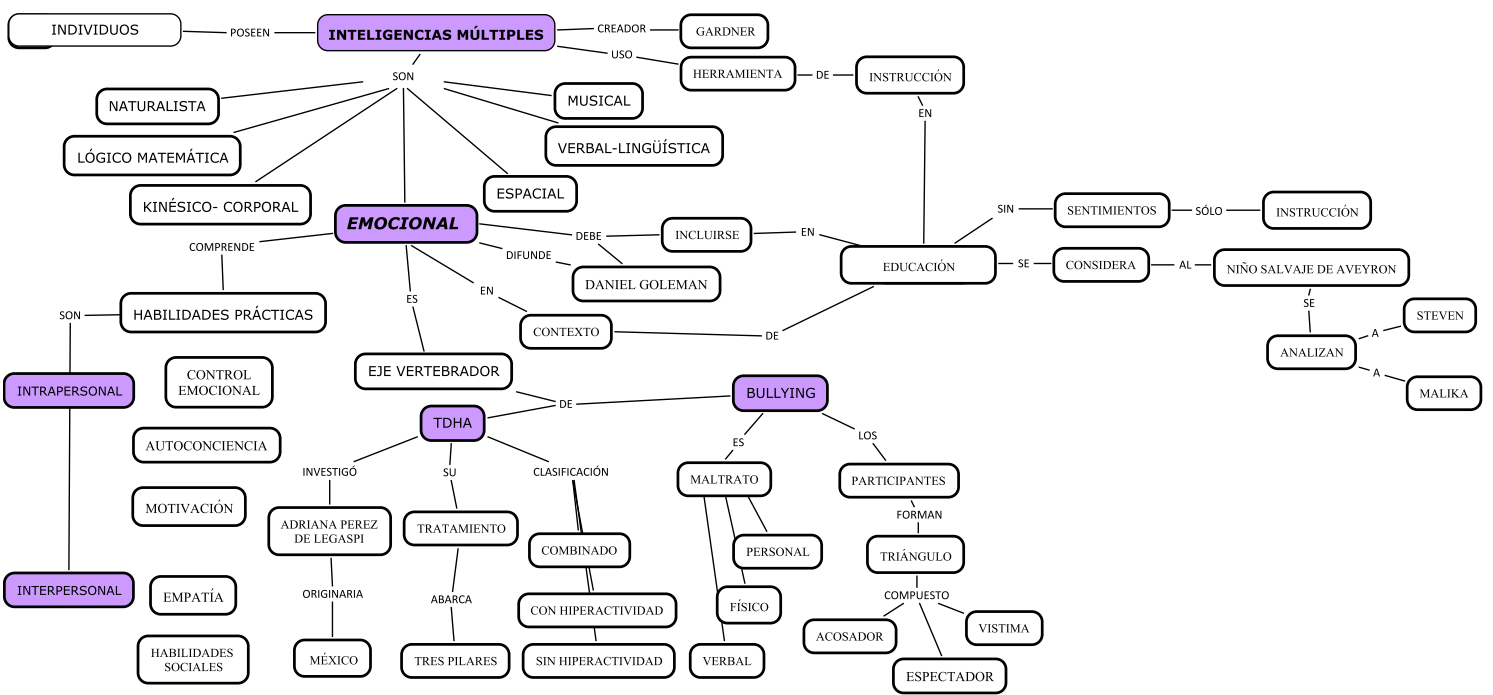 INDIVIDUOS
POSEEN
INTELIGENCIAS MÚLTIPLES
CREADOR
GARDNER
USO
HERRAMIENTA
DE
INSTRUCCIÓN
EN
SON
NATURALISTA
MUSICAL
LÓGICO MATEMÁTICA
VERBAL-LINGÜÍSTICA
KINÉSICO- CORPORAL
ESPACIAL
EMOCIONAL
DEBE
INCLUIRSE
EN
EDUCACIÓN
SIN
SENTIMIENTOS
SÓLO
INSTRUCCIÓN
SE
CONSIDERA
AL
NIÑO SALVAJE DE AVEYRON
SE
ANALIZAN
A
STEVEN
A
MALIKA
DIFUNDE
DANIEL GOLEMAN
EN
CONTEXTO
DE
COMPRENDE
HABILIDADES PRÁCTICAS
SON
INTRAPERSONAL
CONTROL
EMOCIONAL
AUTOCONCIENCIA
MOTIVACIÓN
INTERPERSONAL
EMPATÍA
HABILIDADES
SOCIALES
ES
EJE VERTEBRADOR
DE
TDHA
BULLYING
INVESTIGÓ
ADRIANA PEREZ
DE LEGASPI
ORIGINARIA
MÉXICO
SU
TRATAMIENTO
ABARCA
TRES PILARES
CLASIFICACIÓN
COMBINADO
CON HIPERACTIVIDAD
SIN HIPERACTIVIDAD
ES
MALTRATO
PERSONAL
FÍSICO
VERBAL
LOS
PARTICIPANTES
FORMAN
TRIÁNGULO
COMPUESTO
ACOSADOR
ESPECTADOR
VISTIMA